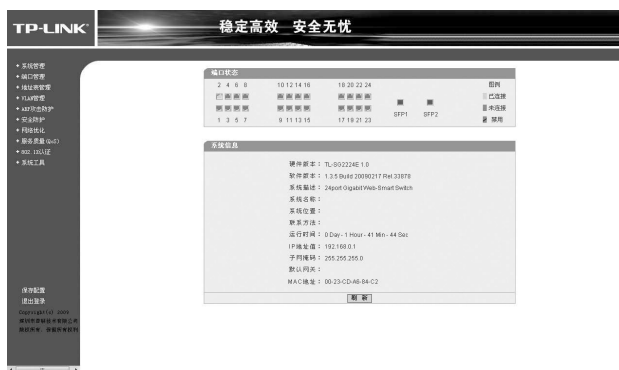 TP-LINK®
稳定高效 安全无忧
系统管理
端口管理
地址表管理
VLAN管理
ARP攻击防护
安全防护
网络优化
服务质量(QoS)
802.1X认证
系统工具
保存配置
退出登录
Copyright(c) 2009
端口状态
2 4 6 8 10 12 14 16 18 20 22 24
1 3 5 7 9 11 13 15 17 19 21 23
SFP1 SFP2
图例
已连接
未连接
禁用
系统信息
硬件版本: TL-SG2224E 1.0
软件版本: 1.3.5 Build 20090217 Rel.33878
系统描述: 24port Gigabit Web-Smart Switch
系统名称:
系统位置:
联系方法:
运行时间: 0 Day - 1 Hour - 41 Min - 44 Sec
IP地址值: 192.168.0.1
子网掩码: 255.255.255.0
默认网关:
MAC地址: 00-23-CD-A6-84-C2
刷 新